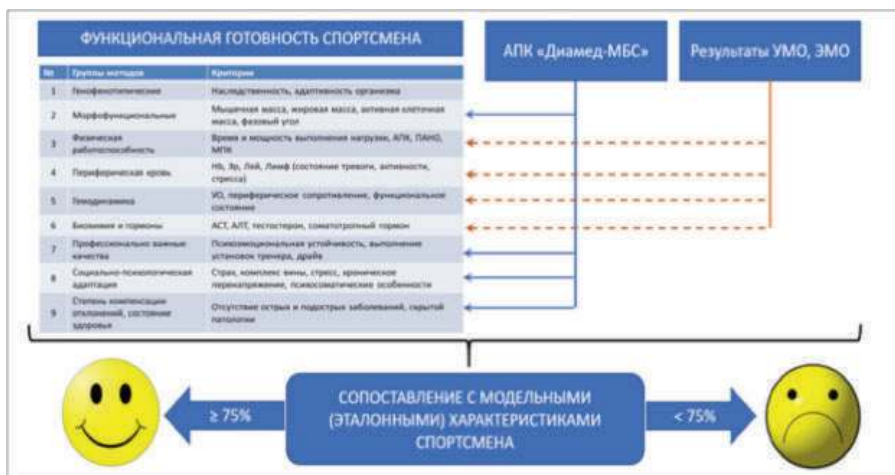 ФУНКЦИОНАЛЬНАЯ ГОТОВНОСТЬ СПОРТСМЕНА
АПК «Диамед-МБС»
Результаты УМО, ЭМО
№ Группы методов Критерии
1 Генофенотипические Наследственность, адаптивность организма
2 Морфофункциональные Мышечная масса, жировая масса, активная клеточная
масса, фазовый угол
3 Физическая
работоспособность
Время и мощность выполнения нагрузки, АПК, ПАНО,
МПК
4 Периферическая кровь Hb, Эр, Лей, Лимф (состояние тревоги, активности,
стресса)
5 Гемодинамика УО, периферическое сопротивление, функциональное
состояние
6 Биохимия и гормоны АСТ, АЛТ, тестостерон, соматотропный гормон
7 Профессионально важные
качества
Психоэмоциональная устойчивость, выполнение
установок тренера, драйв
8 Социально-психологическая
адаптация
Страх, комплекс вины, стресс, хроническое
перенапряжение, психосоматические особенности
9 Степень компенсации
отклонений, состояние
здоровья
Отсутствие острых и подострых заболеваний, скрытой
патологии
≥ 75%
СОПОСТАВЛЕНИЕ С МОДЕЛЬНЫМИ
(ЭТАЛОННЫМИ) ХАРАКТЕРИСТИКАМИ
СПОРТСМЕНА
< 75%